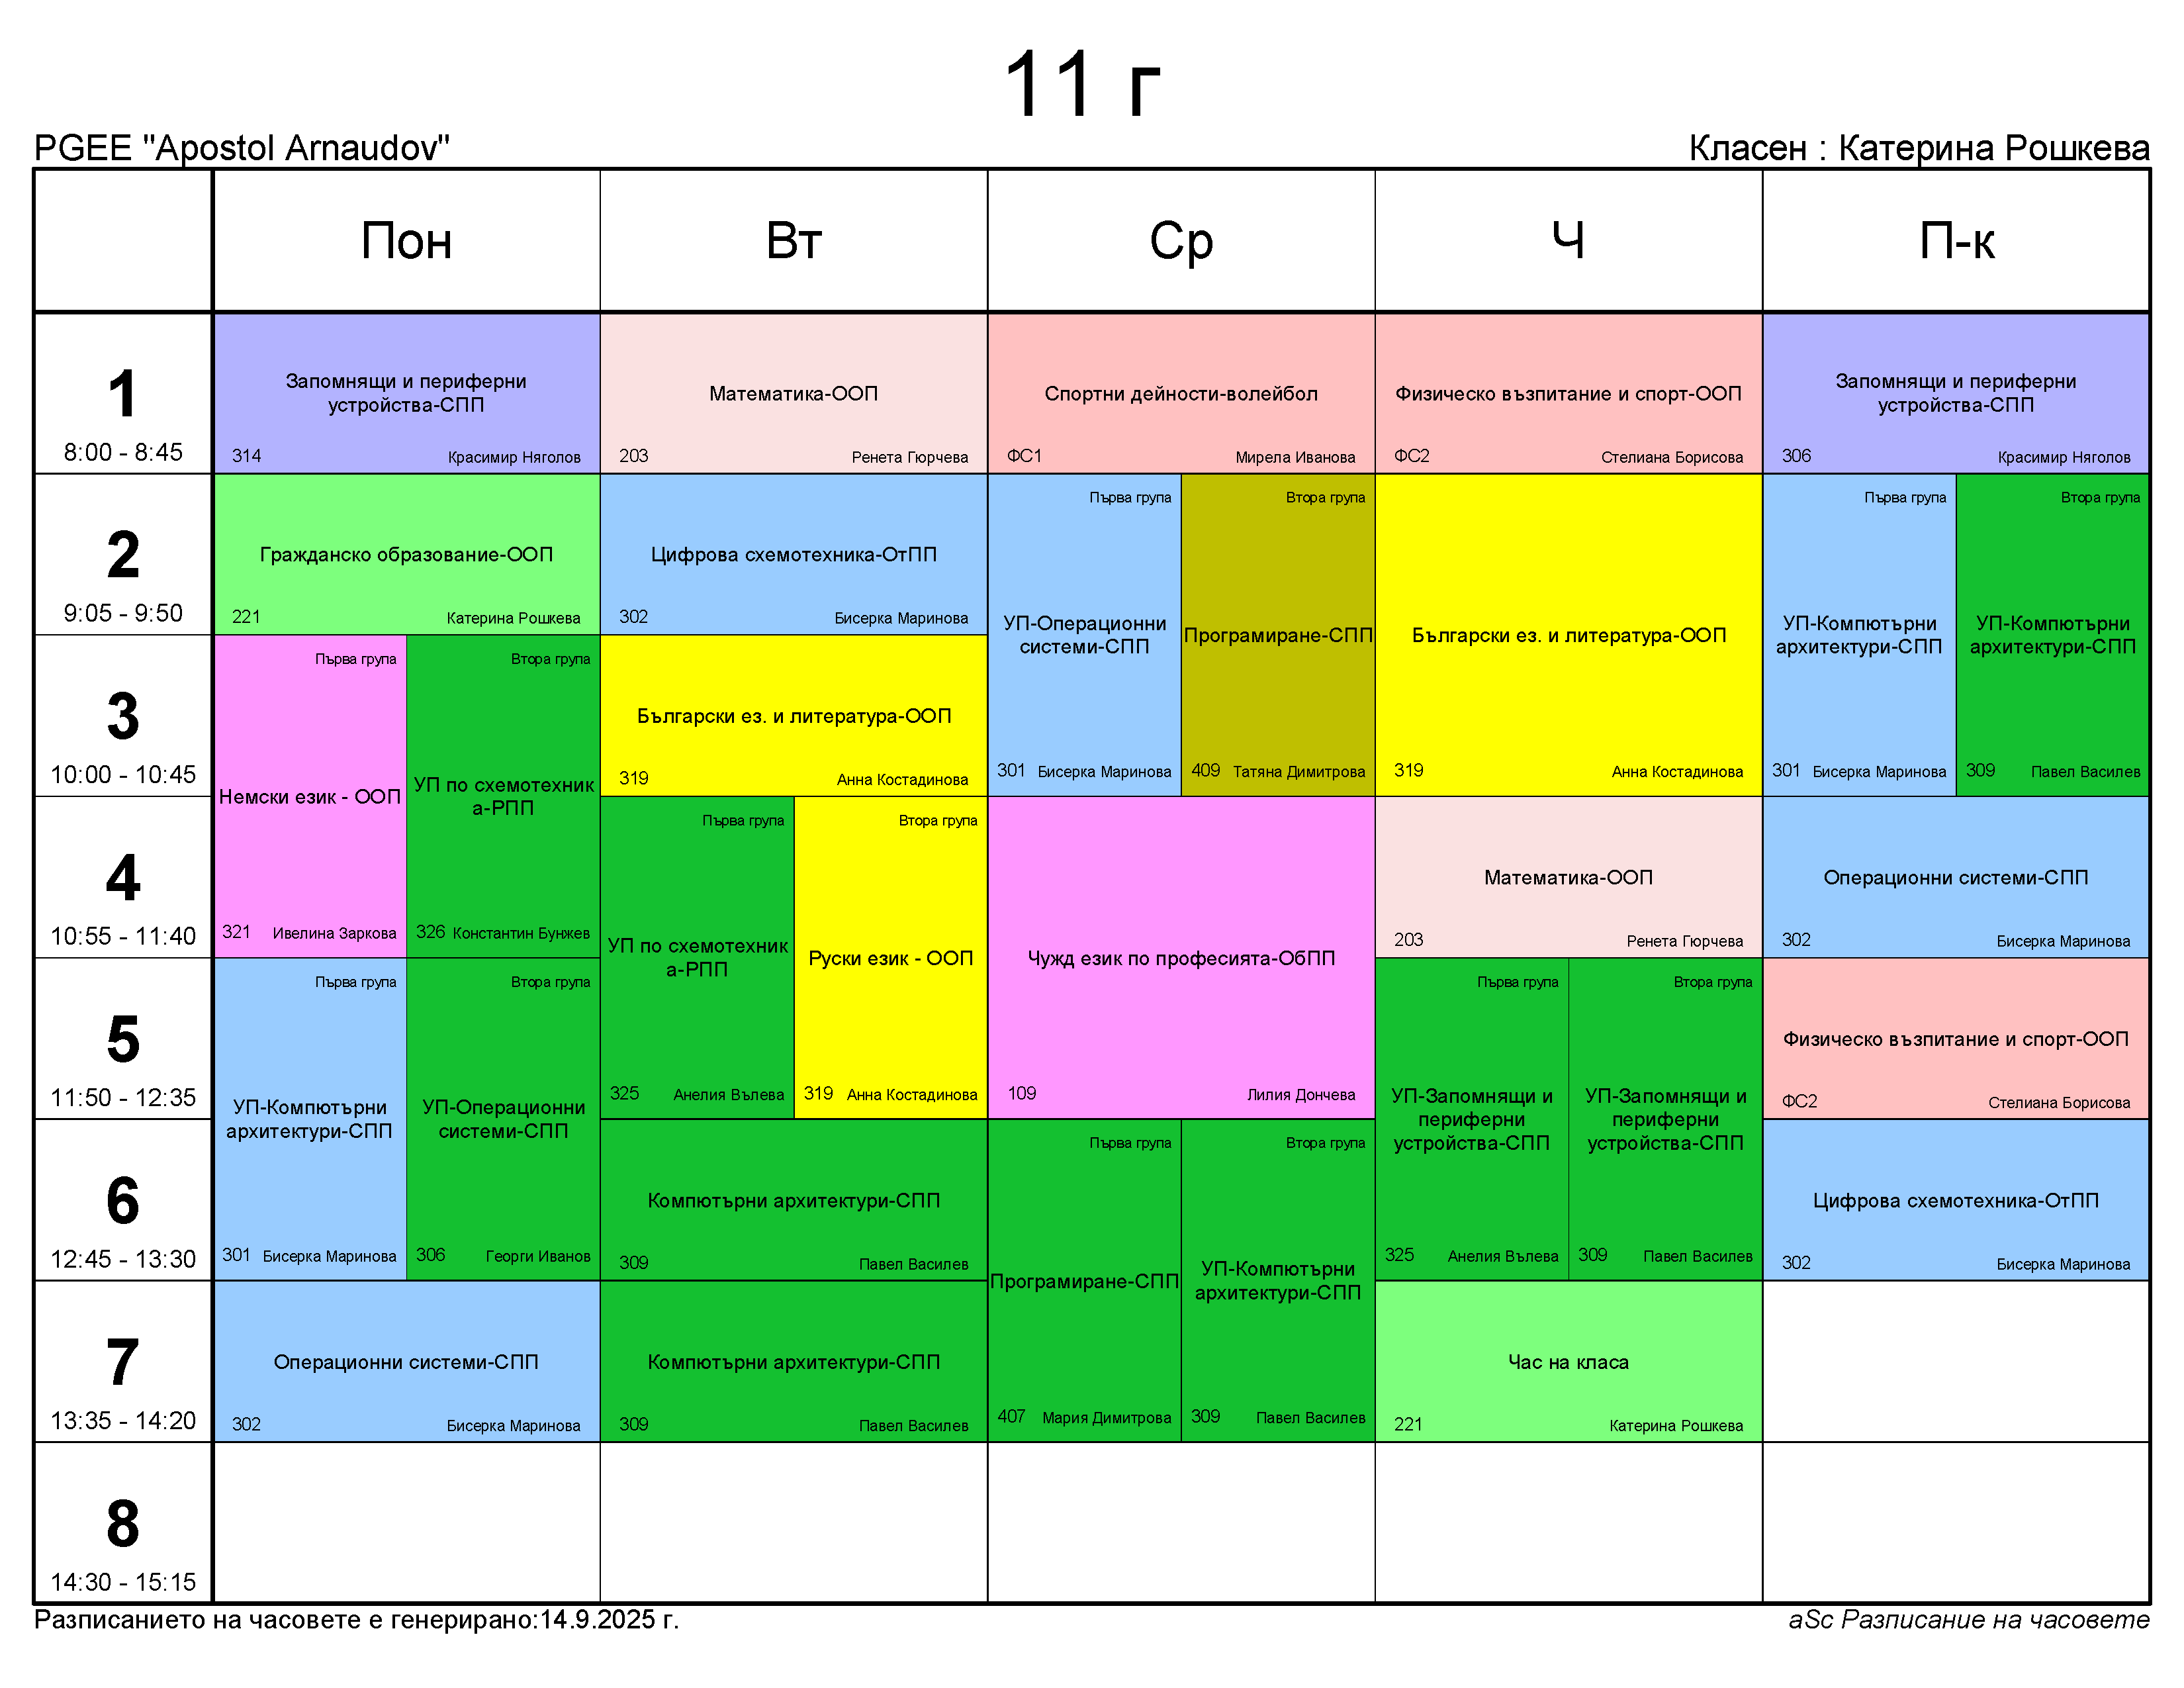 11 г
PGEE "Apostol Arnaudov"
Класен : Катерина Рошкева
Пон
Вт
Ср
Ч
П-к
1
8:00 - 8:45
Запомнящи и периферни
устройства-СПП
314
Красимир Няголов
Математика-ООП
203
Ренета Гюрчева
Спортни дейности-волейбол
ФС1
Мирела Иванова
Физическо възпитание и спорт-ООП
ФС2
Стелиана Борисова
Запомнящи и периферни
устройства-СПП
306
Красимир Няголов
2
9:05 - 9:50
Гражданско образование-ООП
221
Катерина Рошкева
Цифрова схемотехника-ОтПП
302
Бисерка Маринова
Първа група
УП-Операционни
системи-СПП
301
Бисерка Маринова
Втора група
Програмиране-СПП
409
Татяна Димитрова
Български ез. и литература-ООП
319
Анна Костадинова
Първа група
УП-Компютърни
архитектури-СПП
301
Бисерка Маринова
Втора група
УП-Компютърни
архитектури-СПП
309
Павел Василев
3
10:00 - 10:45
Първа група
Немски език - ООП
321
Ивелина Заркова
Втора група
УП по схемотехник
а-РПП
326
Константин Бунжев
Български ез. и литература-ООП
319
Анна Костадинова
4
10:55 - 11:40
Първа група
УП по схемотехник
а-РПП
325
Анелия Вълева
Втора група
Руски език - ООП
319
Анна Костадинова
Чужд език по професията-ОбПП
109
Лилия Дончева
Математика-ООП
203
Ренета Гюрчева
Операционни системи-СПП
302
Бисерка Маринова
5
11:50 - 12:35
Първа група
УП-Компютърни
архитектури-СПП
301
Бисерка Маринова
Втора група
УП-Операционни
системи-СПП
306
Георги Иванов
Първа група
УП-Запомнящи и
периферни
устройства-СПП
325
Анелия Вълева
Втора група
УП-Запомнящи и
периферни
устройства-СПП
309
Павел Василев
Физическо възпитание и спорт-ООП
ФС2
Стелиана Борисова
6
12:45 - 13:30
Компютърни архитектури-СПП
309
Павел Василев
Първа група
Програмиране-СПП
407
Мария Димитрова
Втора група
УП-Компютърни
архитектури-СПП
309
Павел Василев
Цифрова схемотехника-ОтПП
302
Бисерка Маринова
7
13:35 - 14:20
Операционни системи-СПП
302
Бисерка Маринова
Компютърни архитектури-СПП
309
Павел Василев
Час на класа
221
Катерина Рошкева
8
14:30 - 15:15
Разписанието на часовете е генерирано:14.9.2025 г.
aSc Разписание на часовете